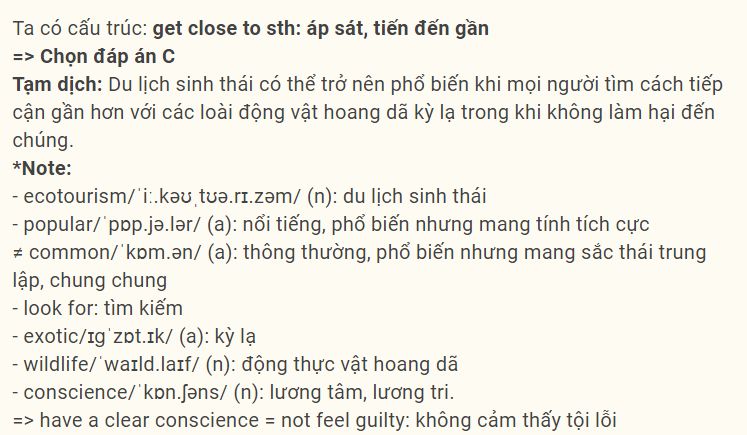 Ta có cấu trúc: get close to sth: áp sát, tiến đến gần
=> Chọn đáp án C
Tạm dịch: Du lịch sinh thái có thể trở nên phổ biến khi mọi người tìm cách tiếp
cận gần hơn với các loài động vật hoang dã kỳ lạ trong khi không làm hại đến
chúng.
*Note:
- ecotourism/ˈiː.kəʊˌtʊə.rɪ.zəm/ (n): du lịch sinh thái
- popular/ˈpɒp.jə.lər/ (a): nổi tiếng, phổ biến nhưng mang tính tích cực
≠ common/ˈkɒm.ən/ (a): thông thường, phổ biến nhưng mang sắc thái trung
lập, chung chung
- look for: tìm kiếm
- exotic/ɪɡˈzɒt.ɪk/ (a): kỳ lạ
- wildlife/ˈwaɪld.laɪf/ (n): động thực vật hoang dã
- conscience/ˈkɒn.ʃəns/ (n): lương tâm, lương tri.
=> have a clear conscience = not feel guilty: không cảm thấy tội lỗi